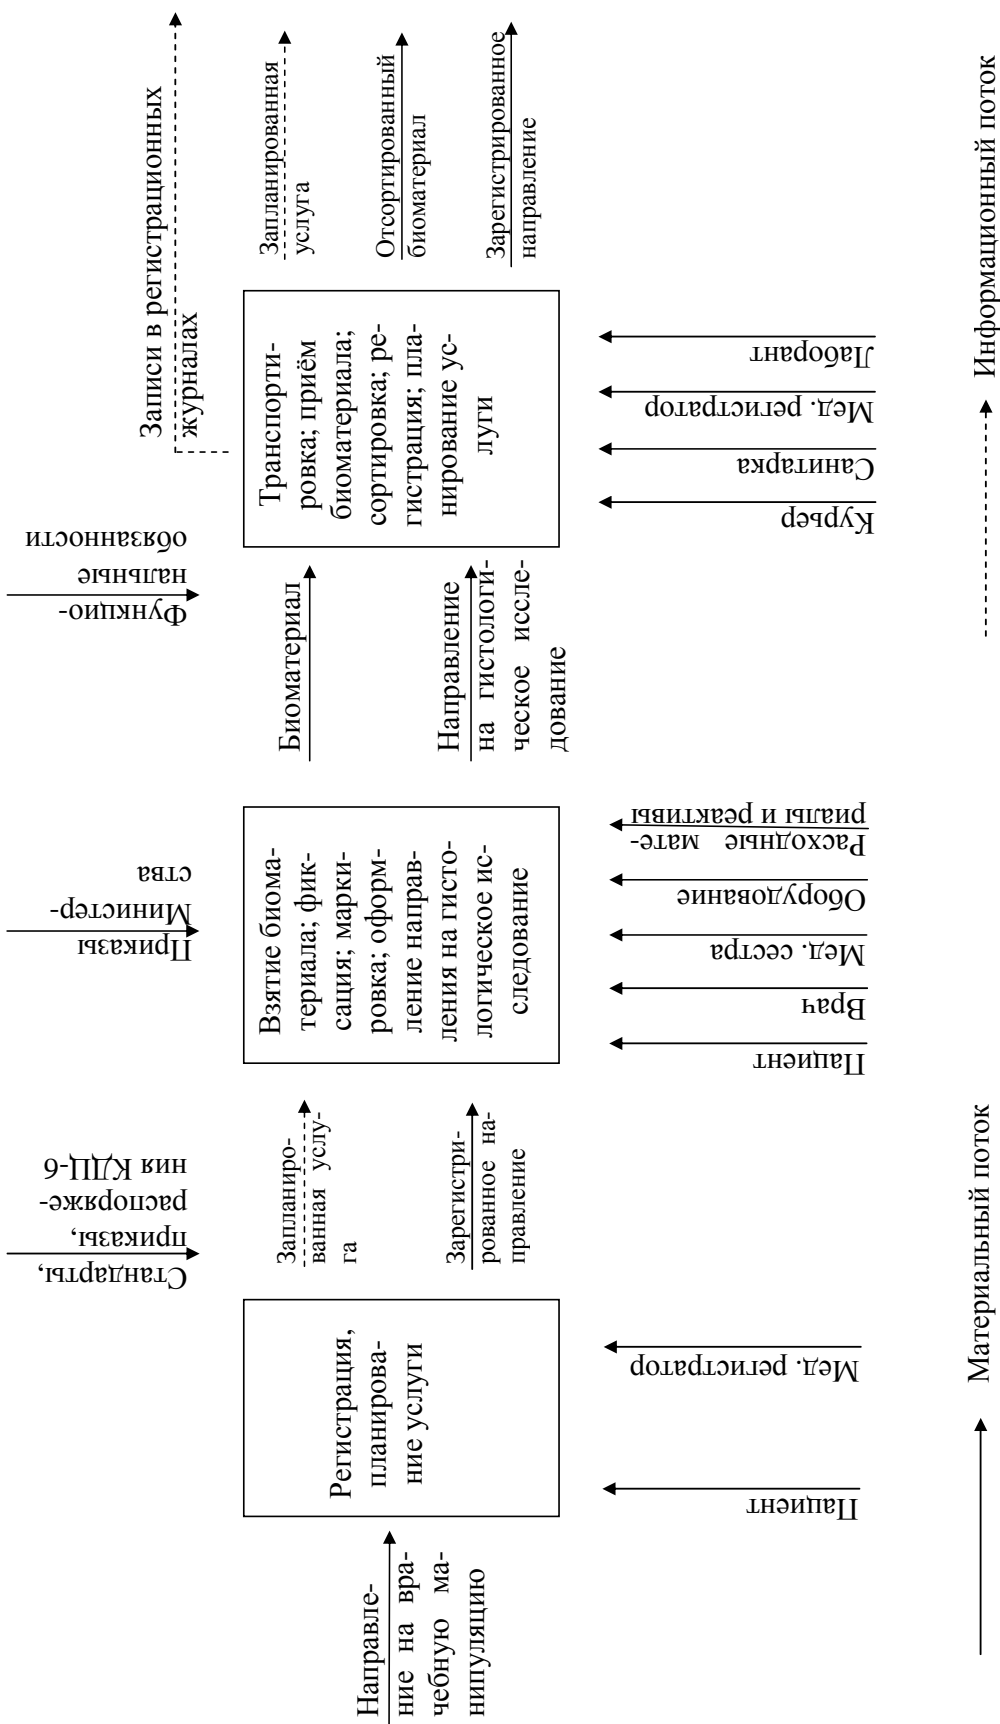 Направле-
ние на вра-
чебную ма-
нипуляцию
Регистрация,
планирова-
ние услуги
Пациент
Мед. регистратор
Стандарты,
приказы,
распоряже-
ния КДЦ-6
Запланиро-
ванная услу-
га
Зарегистри-
рованное на-
правление
Приказы
Министер-
ства
Взятие биома-
териала; фик-
сация; марки-
ровка; оформ-
ление направ-
ления на гисто-
логическое ис-
следование
Пациент
Врач
Мед. сестра
Оборудование
Расходные мате-
риалы и реактивы
Биоматериал
Направление
на гистологи-
ческое иссле-
дование
Функцио-
нальные
обязанности
Транспорти-
ровка; приём
биоматериала;
сортировка; ре-
гистрация; пла-
нирование ус-
луги
Курьер
Санитарка
Мед. регистратор
Лаборант
Записи в регистрационных
журналах
Запланированная
услуга
Отсортированный
биоматериал
Зарегистрированное
направление
Материальный поток
Информационный поток